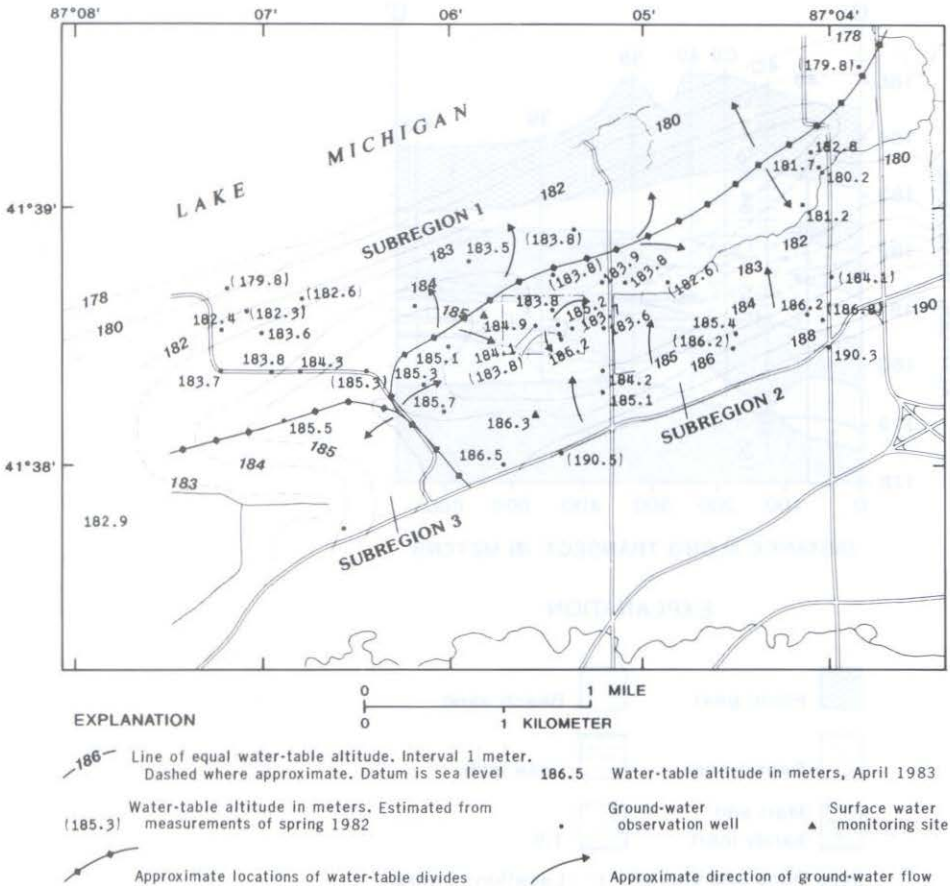 87°08' 07' 06' 05' 87°04'
178
(179.8)
180
LAKE MICHIGAN
182.8
181.7
180.2
180
182
41°39'
181.2
SUBREGION 1
182
183 183.5 (183.8)
(183.8) 183.9 183.8
183
(179.8)
(182.6)
184
(182.6)
(184.1)
178
182.4 (182.3)
183.8
185.2
184
186.2 (186.8)
190
180
183.6
185
184.9
183.6
185.4
188
182
185.1
184.1
186.2
(186.2)
190.3
183.8 184.3
(183.8)
185
186
183.7
(185.3)
185.3
184.2
185.7
185.1
SUBREGION 2
185.5
186.3
185
41°38'
184
186.5
(190.5)
183
182.9
SUBREGION 3
0 1 MILE
0 1 KILOMETER
EXPLANATION
186 Line of equal water-table altitude. Interval 1 meter.
Dashed where approximate. Datum is sea level
186.5 Water-table altitude in meters, April 1983
(185.3) Water-table altitude in meters. Estimated from
measurements of spring 1982
Ground-water
observation well
Surface water
monitoring site
Approximate locations of water-table divides
Approximate direction of ground-water flow